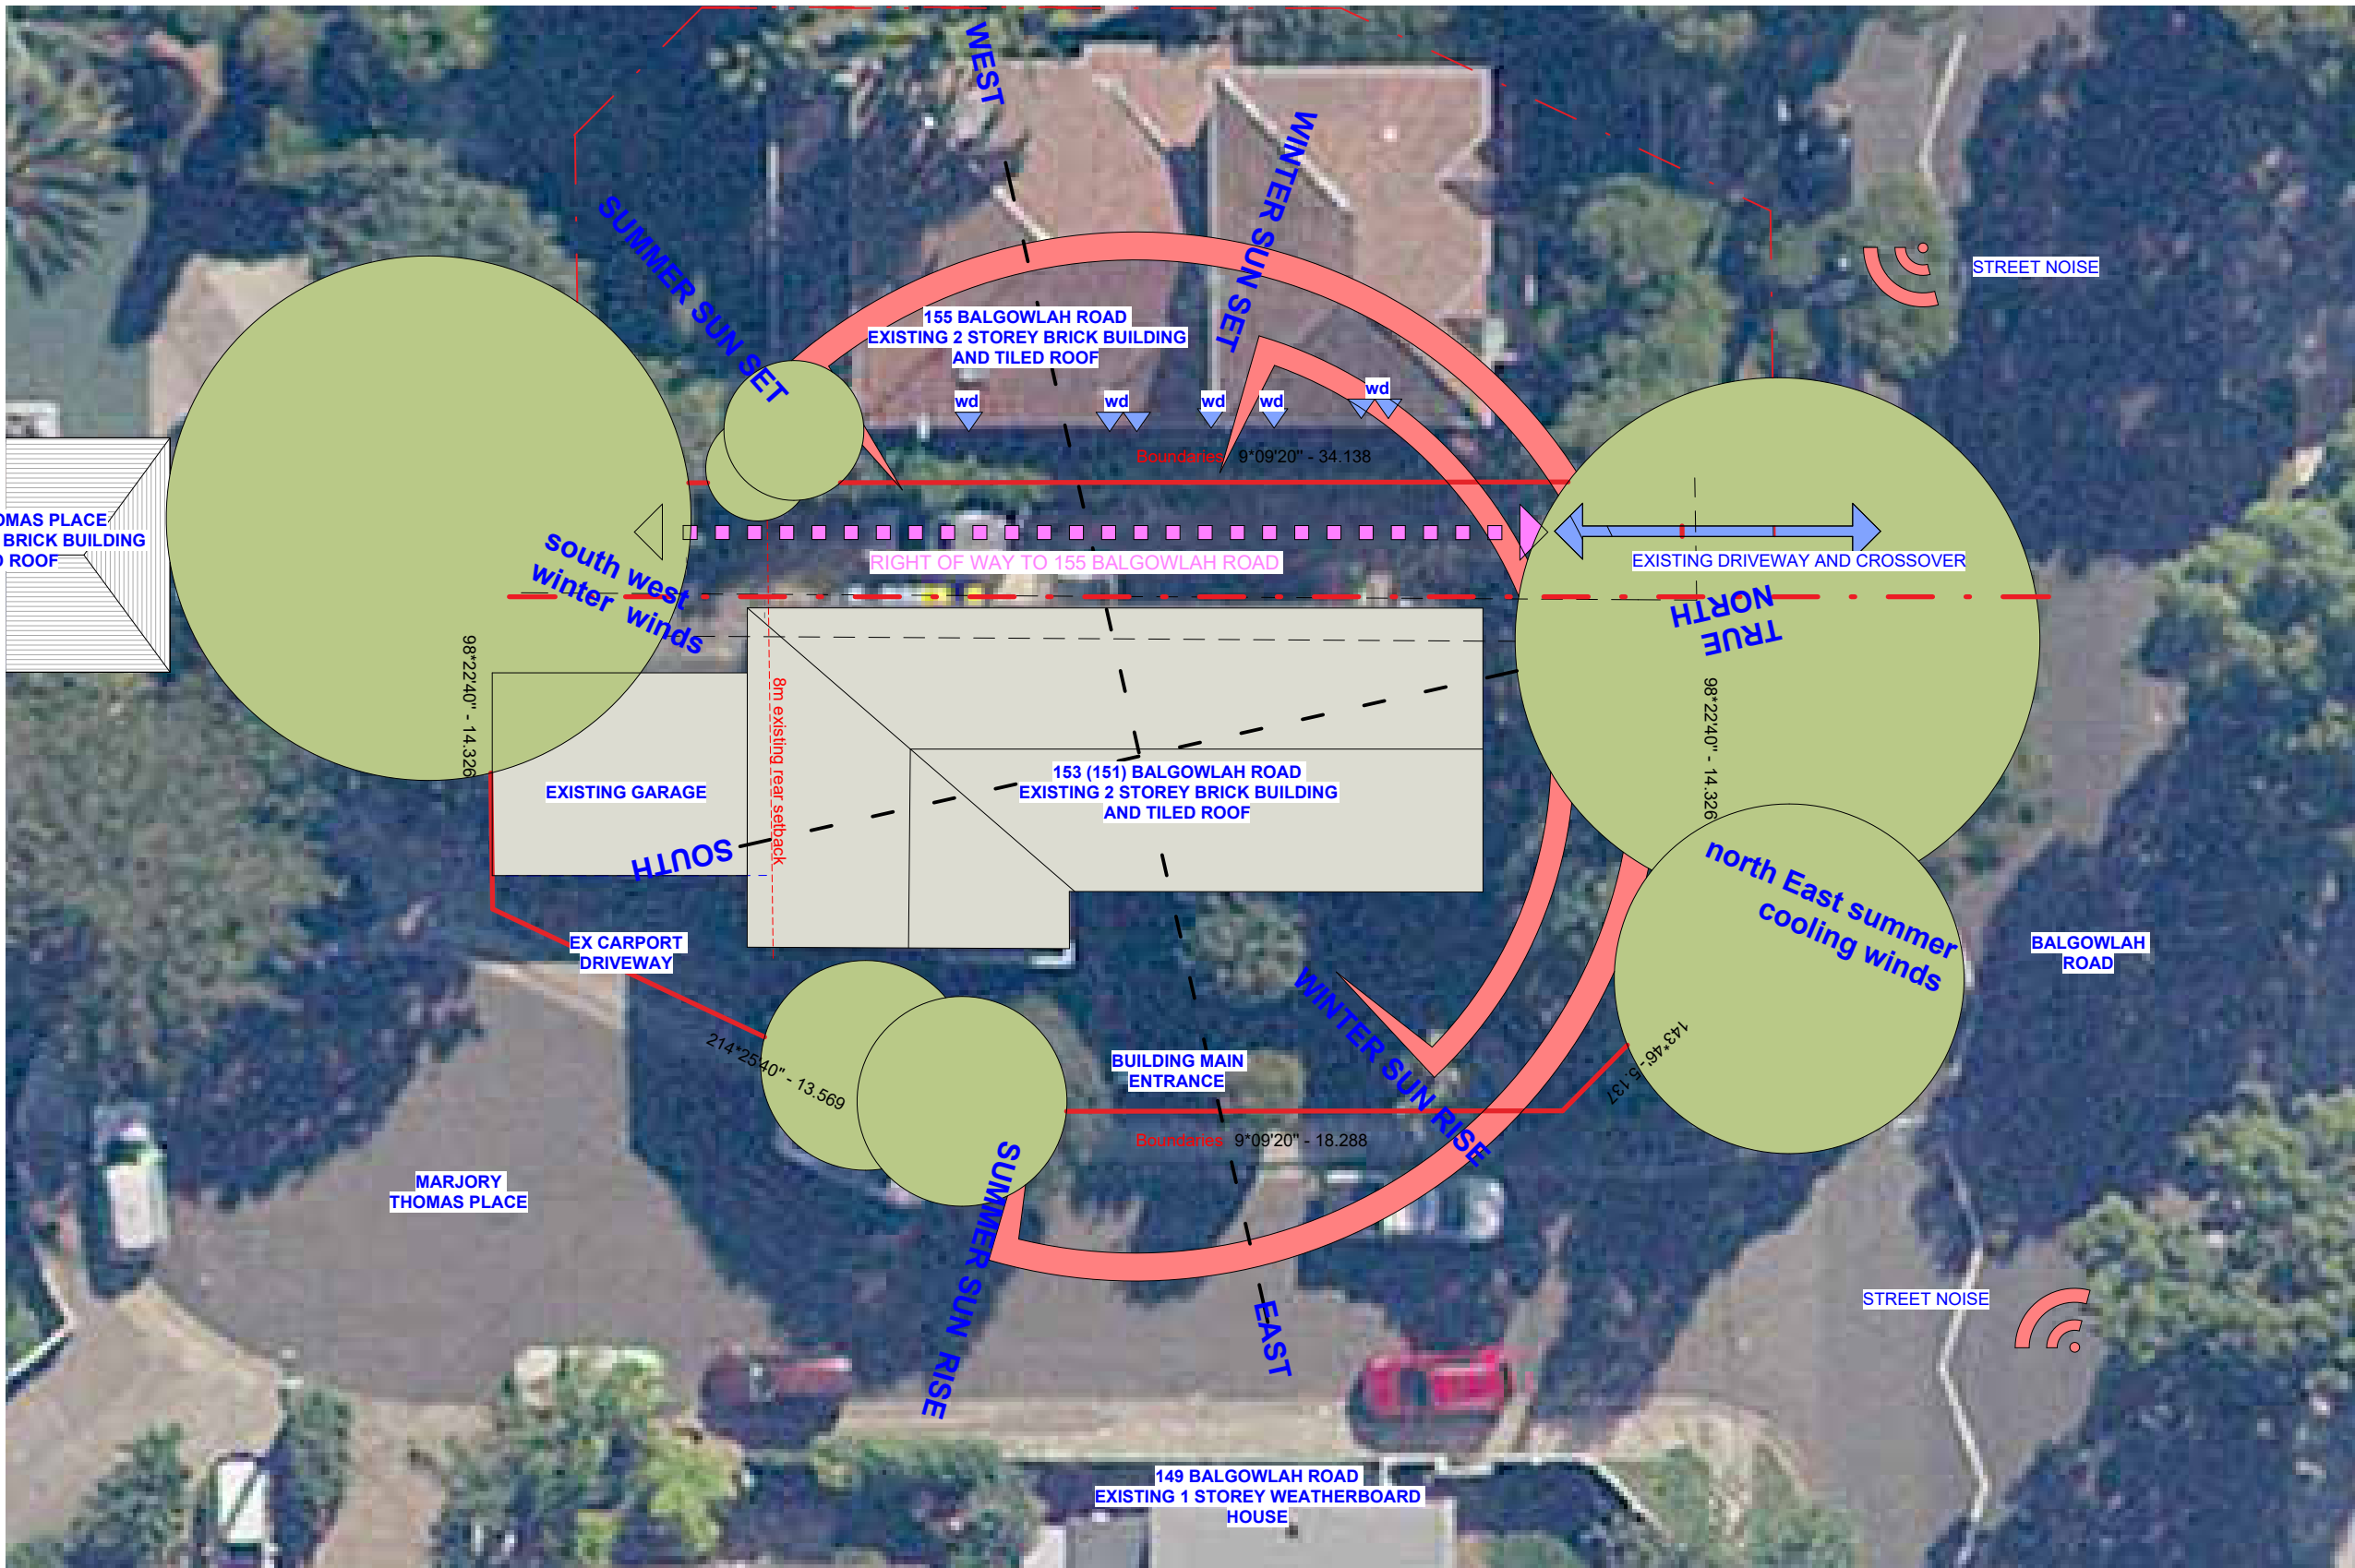 WEST
WINTER SUN SET
SUMMER SUN SET
STREET NOISE
155 BALGOWLAH ROAD
EXISTING 2 STOREY BRICK BUILDING
AND TILED ROOF
wd
wd
wd
wd
wd
Boundaries 9*09'20" - 34.138
OMAS PLACE
BRICK BUILDING
ROOF
south west
winter winds
RIGHT OF WAY TO 155 BALGOWLAH ROAD
EXISTING DRIVEWAY AND CROSSOVER
TRUE
NORTH
98*22'40" - 14.326
8m existing rear setback
98*22'40" - 14.326
EXISTING GARAGE
153 (151) BALGOWLAH ROAD
EXISTING 2 STOREY BRICK BUILDING
AND TILED ROOF
SOUTH
north East summer
cooling winds
EX CARPORT
DRIVEWAY
BALGOWLAH
ROAD
214*25'40" - 13.569
BUILDING MAIN
ENTRANCE
WINTER SUN RISE
143*46' - 5.137
Boundaries 9*09'20" - 18.288
MARJORY
THOMAS PLACE
SUMMER SUN RISE
EAST
STREET NOISE
149 BALGOWLAH ROAD
EXISTING 1 STOREY WEATHERBOARD
HOUSE